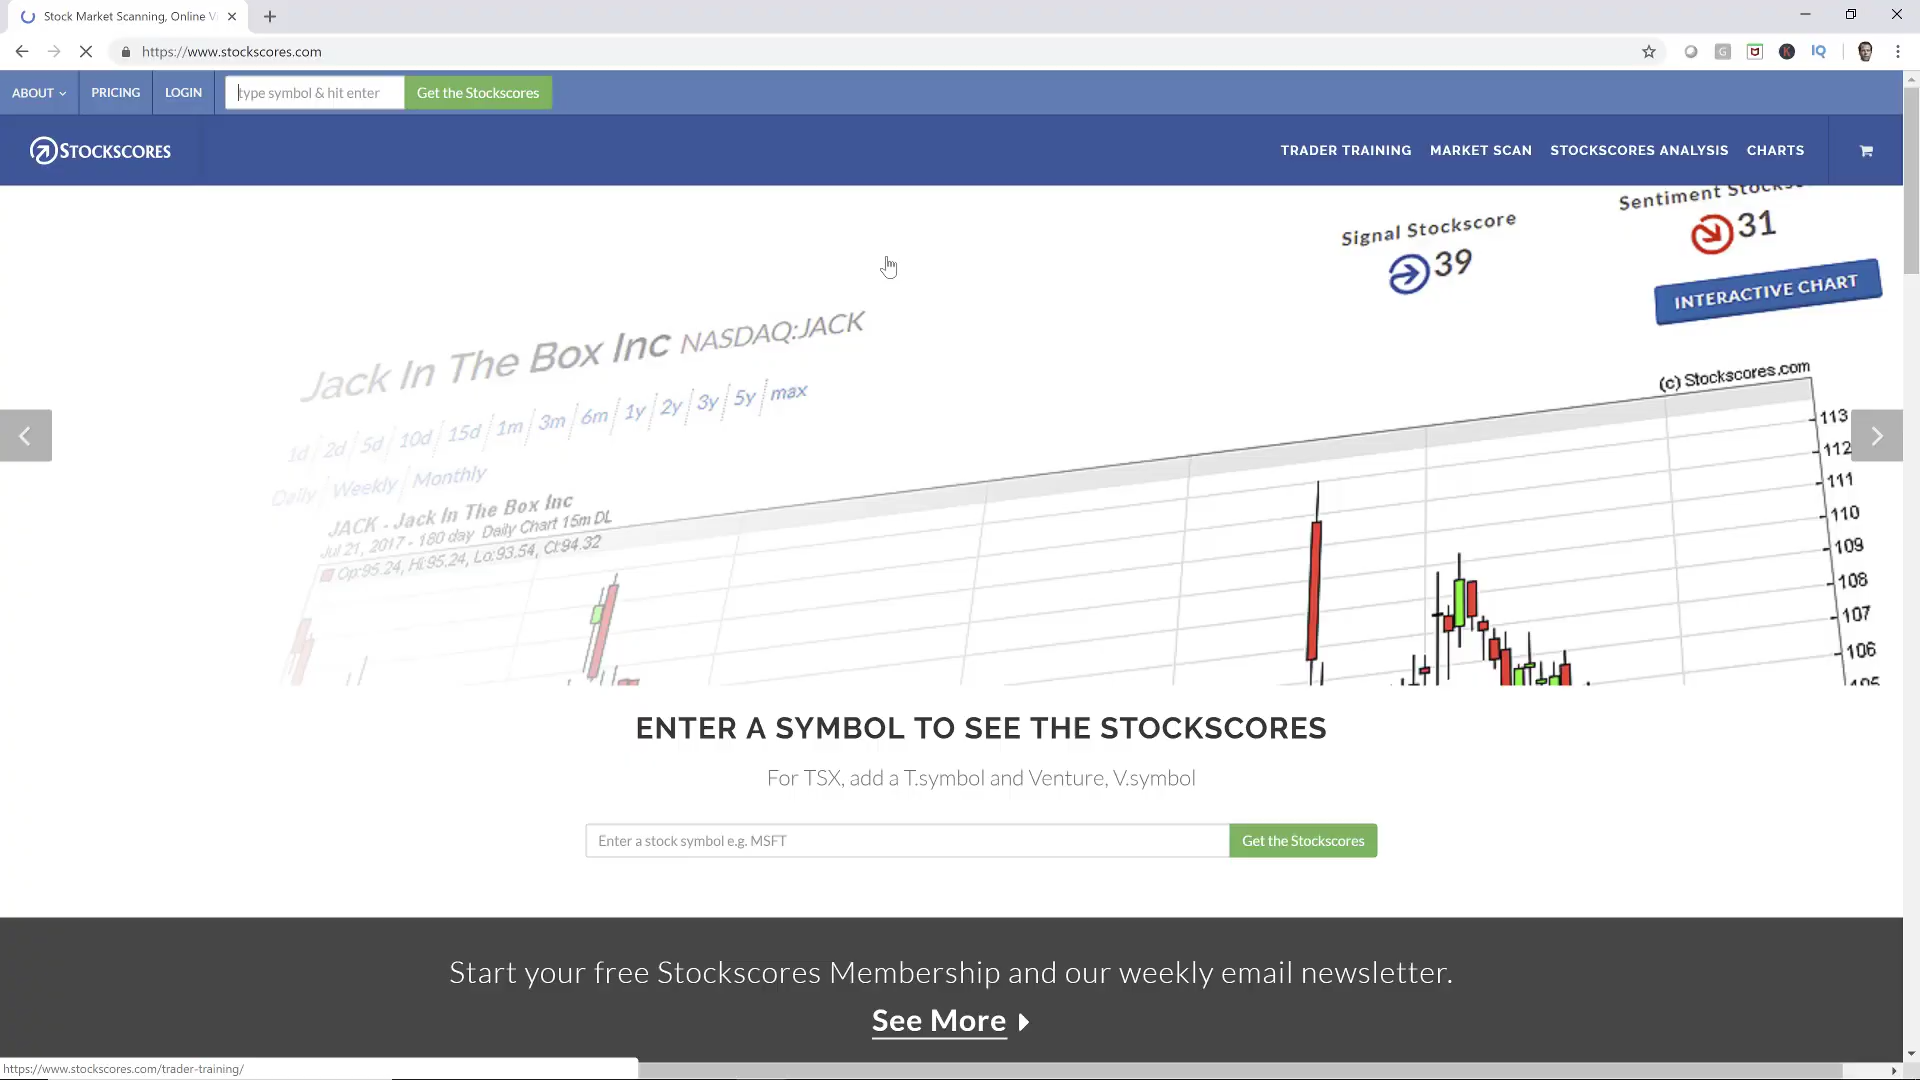 Stock Market Scanning, Online V
https://www.stockscores.com
G
K
IQ
ABOUT
PRICING
LOGIN
type symbol & hit enter
Get the Stockscores
STOCKSCORES
TRADER TRAINING
MARKET SCAN
STOCKSCORES ANALYSIS
CHARTS
Signal Stockscore
39
Sentiment Stocksc
31
INTERACTIVE CHART
Jack In The Box Inc NASDAQ:JACK
1d 2d 5d 10d 15d 1m 3m 6m 1y 2y 3y 5y max
Daily Weekly Monthly
JACK - Jack In The Box Inc
Jul 21, 2017 - 180 day Daily Chart 15m DL
Op:95.24, Hi:95.24, Lo:93.54, Cl:94.32
(c) Stockscores.com
113
112
111
110
109
108
107
106
105
ENTER A SYMBOL TO SEE THE STOCKSCORES
For TSX, add a T.symbol and Venture, V.symbol
Enter a stock symbol e.g. MSFT
Get the Stockscores
Start your free Stockscores Membership and our weekly email newsletter.
See More
https://www.stockscores.com/trader-training/